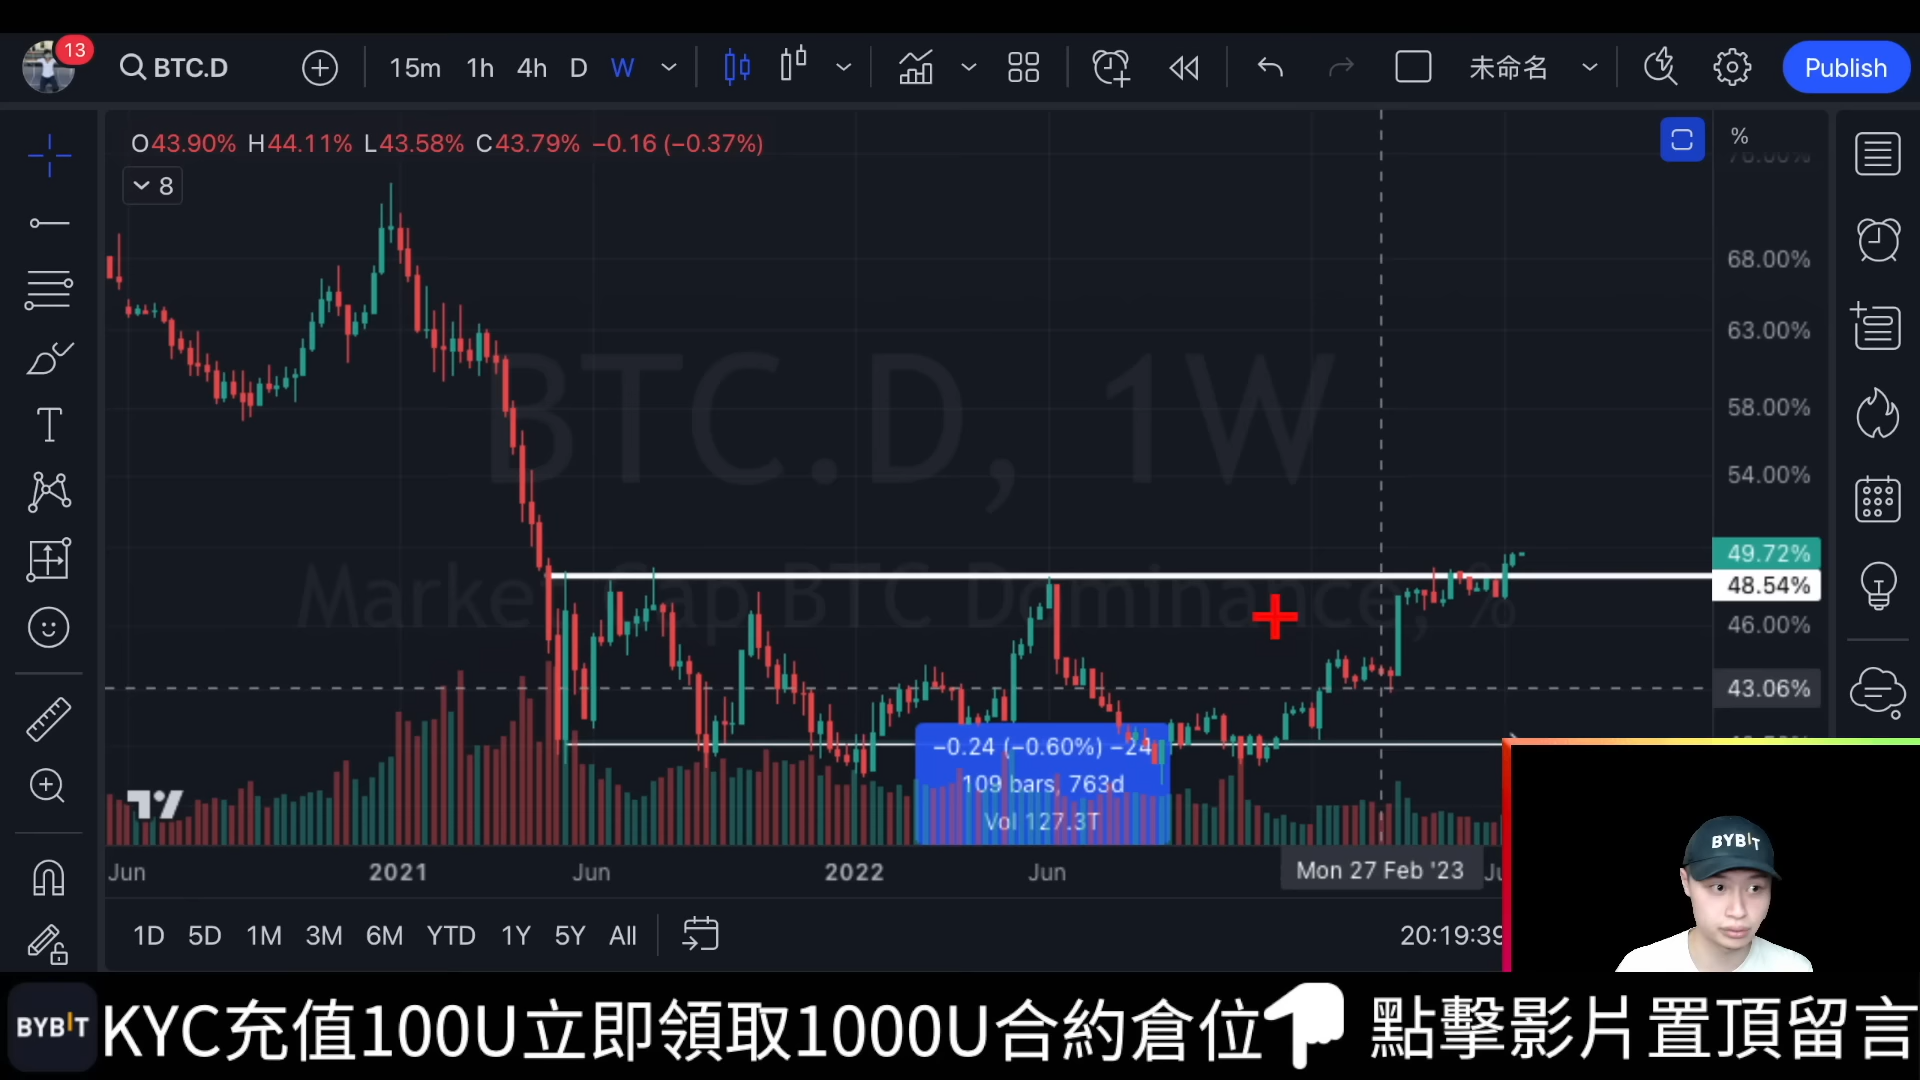 13
BTC.D
15m 1h 4h D W
未命名
Publish
O43.90% H44.11% L43.58% C43.79% −0.16 (−0.37%)
8
%
68.00%
63.00%
58.00%
54.00%
49.72%
48.54%
46.00%
43.06%
BTC.D, 1W
Market Cap BTC Dominance, %
−0.24 (−0.60%) −24
109 bars, 763d
Vol 127.3T
Jun 2021 Jun 2022 Jun Mon 27 Feb '23
1D 5D 1M 3M 6M YTD 1Y 5Y All
20:19:39
BYBIT
BYBIT KYC充值100U立即領取1000U合約倉位 點擊影片置頂留言